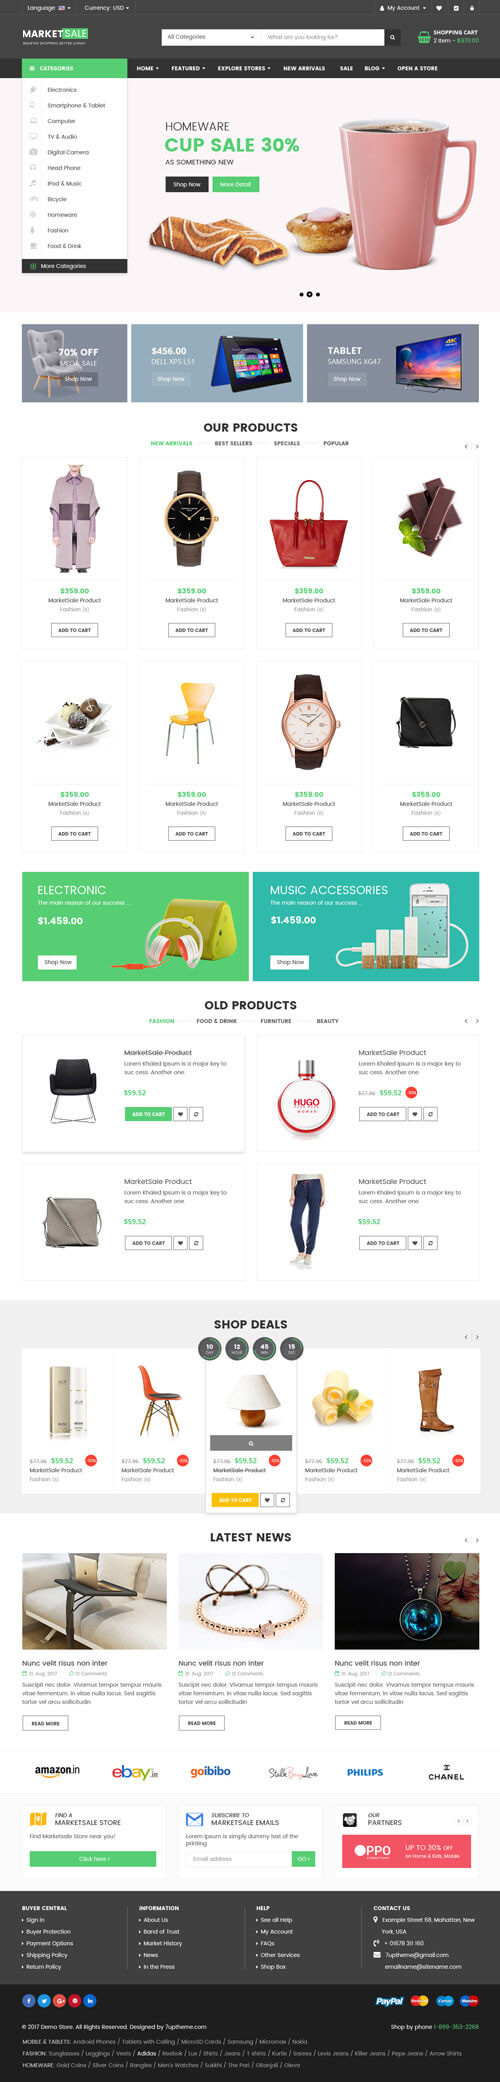 Language:
Currency: USD
My Account
MARKETSALE
SMARTER SHOPPING, BETTER LIVING!
All Categories
What are you looking for?
SHOPPING CART
2 Item - $970.00
CATEGORIES
HOME
FEATURED
EXPLORE STORES
NEW ARRIVALS
SALE
BLOG
OPEN A STORE
Electronics
Smartphone & Tablet
Computer
TV & Audio
Digital Camera
Head Phone
IPod & Music
Bicycle
Homeware
Fashion
Food & Drink
More Categories
HOMEWARE
CUP SALE 30%
AS SOMETHING NEW
Shop Now
More Detail
70% OFF
MEGA SALE
Shop Now
$456.00
DELL XPS L51
Shop Now
TABLET
SAMSUNG XG47
Shop Now
4K
OUR PRODUCTS
NEW ARRIVALS
BEST SELLERS
SPECIALS
POPULAR
$359.00
MarketSale Product
Fashion (8)
ADD TO CART
$359.00
MarketSale Product
Fashion (8)
ADD TO CART
$359.00
MarketSale Product
Fashion (8)
ADD TO CART
$359.00
MarketSale Product
Fashion (8)
ADD TO CART
$359.00
MarketSale Product
Fashion (8)
ADD TO CART
$359.00
MarketSale Product
Fashion (8)
ADD TO CART
$359.00
MarketSale Product
Fashion (8)
ADD TO CART
$359.00
MarketSale Product
Fashion (8)
ADD TO CART
ELECTRONIC
The main reason of our success ...
$1.459.00
Shop Now
MUSIC ACCESSORIES
The main reason of our success ...
$1.459.00
Shop Now
OLD PRODUCTS
FASHION
FOOD & DRINK
FURNITURE
BEAUTY
MarketSale Product
Lorem Khaled Ipsum is a major key to
suc cess. Another one.
$59.52
ADD TO CART
HUGO
WOMAN
MarketSale Product
Lorem Khaled Ipsum is a major key to
suc cess. Another one.
$77.96 $59.52 -50%
ADD TO CART
MarketSale Product
Lorem Khaled Ipsum is a major key to
suc cess. Another one.
$59.52
ADD TO CART
MarketSale Product
Lorem Khaled Ipsum is a major key to
suc cess. Another one.
$59.52
ADD TO CART
SHOP DEALS
10 DAY
12 HOUR
45 MIN
15 SEC
$77.96 $59.52 -50%
MarketSale Product
Fashion (8)
$77.96 $59.52 -50%
MarketSale Product
Fashion (8)
$77.96 $59.52 -50%
MarketSale Product
Fashion (8)
ADD TO CART
$77.96 $59.52 -50%
MarketSale Product
Fashion (8)
$77.96 $59.52 -50%
MarketSale Product
Fashion (8)
LATEST NEWS
Nunc velit risus non inter
21. Aug. 2017
12 Comments
Suscipit nec dolor. Vivamus tempor tempus mauris
vitae fermentum. In vitae nulla lacus. Sed sagittis
tortor vel arcu sollicitudin
READ MORE
Nunc velit risus non inter
21. Aug. 2017
12 Comments
Suscipit nec dolor. Vivamus tempor tempus mauris
vitae fermentum. In vitae nulla lacus. Sed sagittis
tortor vel arcu sollicitudin
READ MORE
Nunc velit risus non inter
21. Aug. 2017
12 Comments
Suscipit nec dolor. Vivamus tempor tempus mauris
vitae fermentum. In vitae nulla lacus. Sed sagittis
tortor vel arcu sollicitudin
READ MORE
amazon.in
ebay.in
goibibo
StalkBuyLove
PHILIPS
CHANEL
FIND A
MARKETSALE STORE
Find Marketsale Store near you!
Click here >
SUBSCRIBE TO
MARKETSALE EMAILS
Lorem Ipsum is simply dummy text of the
printing
Email address
GO >
OUR
PARTNERS
OPPO
FURNITURE
UP TO 30% OFF
on Home & Kids, Mobile
BUYER CENTRAL
Sign In
Buyer Protection
Payment Options
Shipping Policy
Return Policy
INFORMATION
About Us
Band of Trust
Market History
News
In the Press
HELP
See all Help
My Account
FAQs
Other Services
Shop Box
CONTACT US
Example Street 68, Mahattan, New
York, USA
+ 01678 311 160
7uptheme@gmail.com
emailname@sitename.com
PayPal
Cirrus
Maestro
© 2017 Demo Store. All Rights Reserved. Designed by 7uptheme.com
Shop by phone 1-899-353-2268
MOBILE & TABLETS: Android Phones / Tablets with Calling / MicroSD Cards / Samsung / Micromax / Nokia
FASHION: Sunglasses / Leggings / Vests / Adidas / Reebok / Lux / Shirts / Jeans / T shirts / Kurtis / Sarees / Levis Jeans / Killer Jeans / Pepe Jeans / Arrow Shirts
HOMEWARE: Gold Coins / Silver Coins / Bangles / Men's Watches / Sukkhi / The Pari / Gitanjali / Oleva